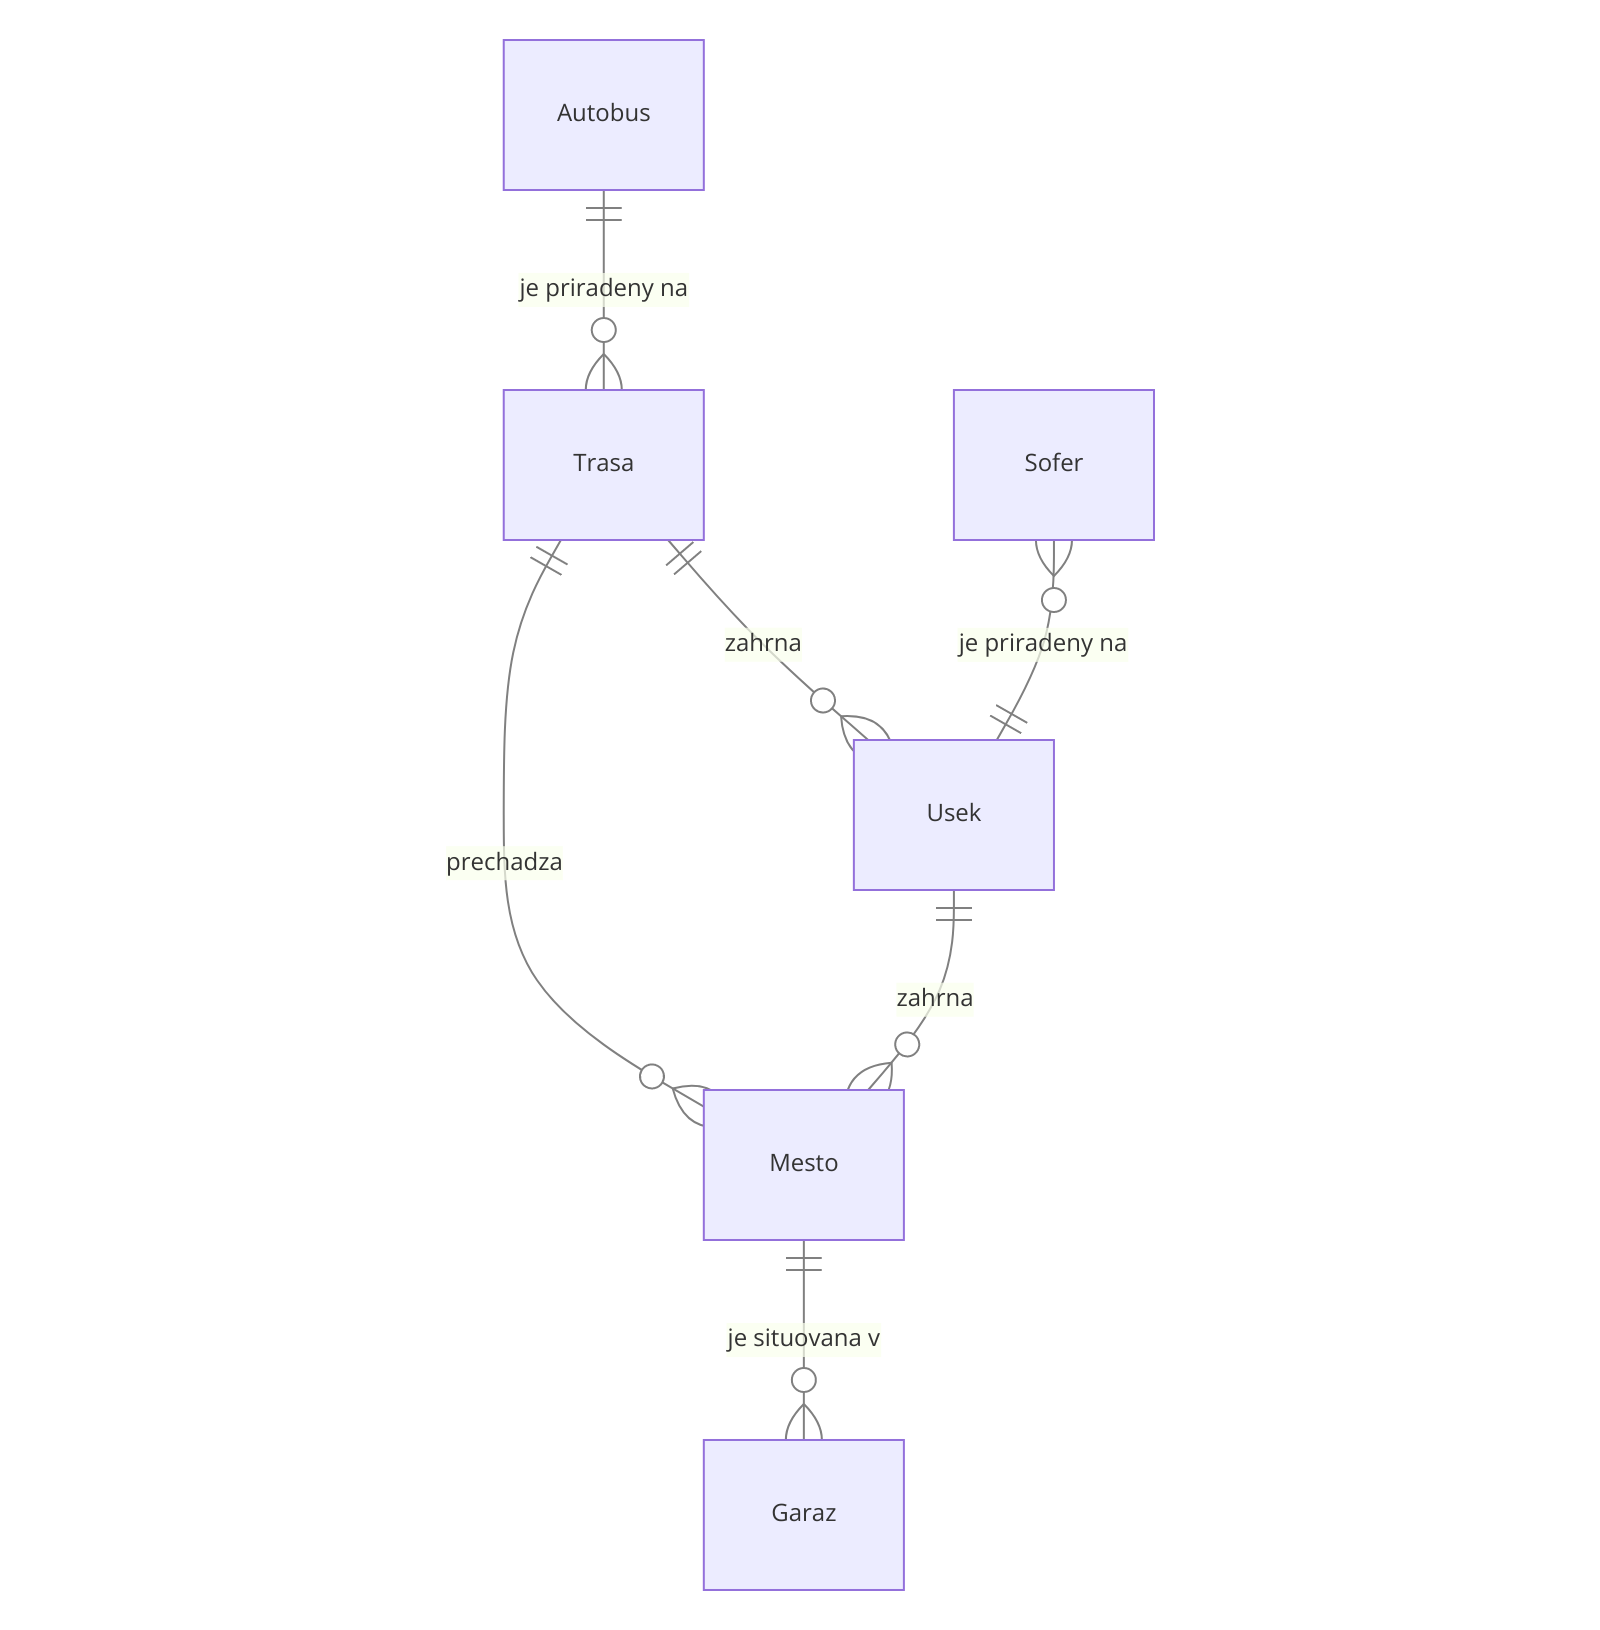 Autobus
je priradeny na
Trasa
Sofer
zahrna
je priradeny na
Usek
prechadza
zahrna
Mesto
je situovana v
Garaz